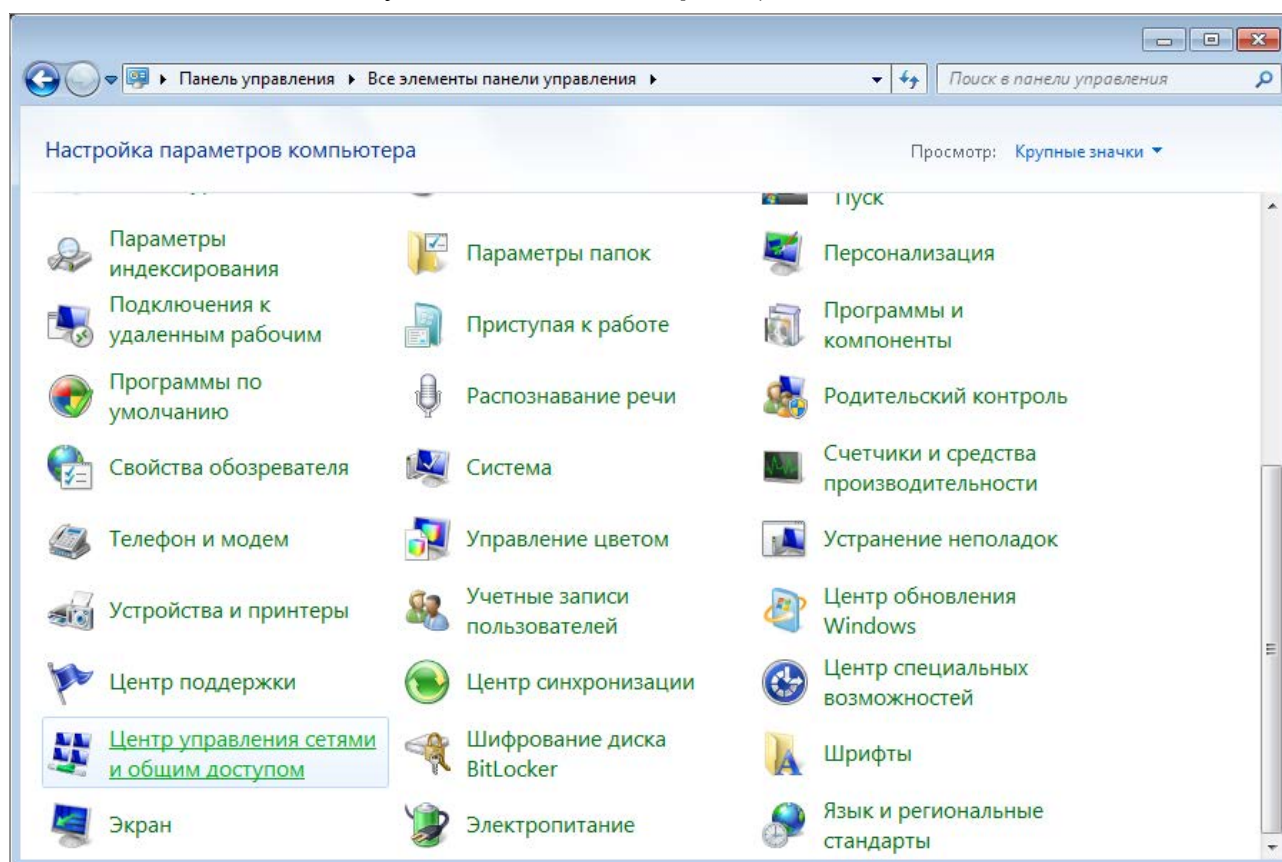 Панель управления ▸ Все элементы панели управления ▸
Поиск в панели управления
Настройка параметров компьютера
Просмотр: Крупные значки
Пуск
Параметры
индексирования
Параметры папок
Персонализация
Подключения к
удаленным рабочим
Приступая к работе
Программы и
компоненты
Программы по
умолчанию
Распознавание речи
Родительский контроль
Свойства обозревателя
Система
Счетчики и средства
производительности
Телефон и модем
Управление цветом
Устранение неполадок
Устройства и принтеры
Учетные записи
пользователей
Центр обновления
Windows
Центр поддержки
Центр синхронизации
Центр специальных
возможностей
Центр управления сетями
и общим доступом
Шифрование диска
BitLocker
Шрифты
Экран
Электропитание
Язык и региональные
стандарты